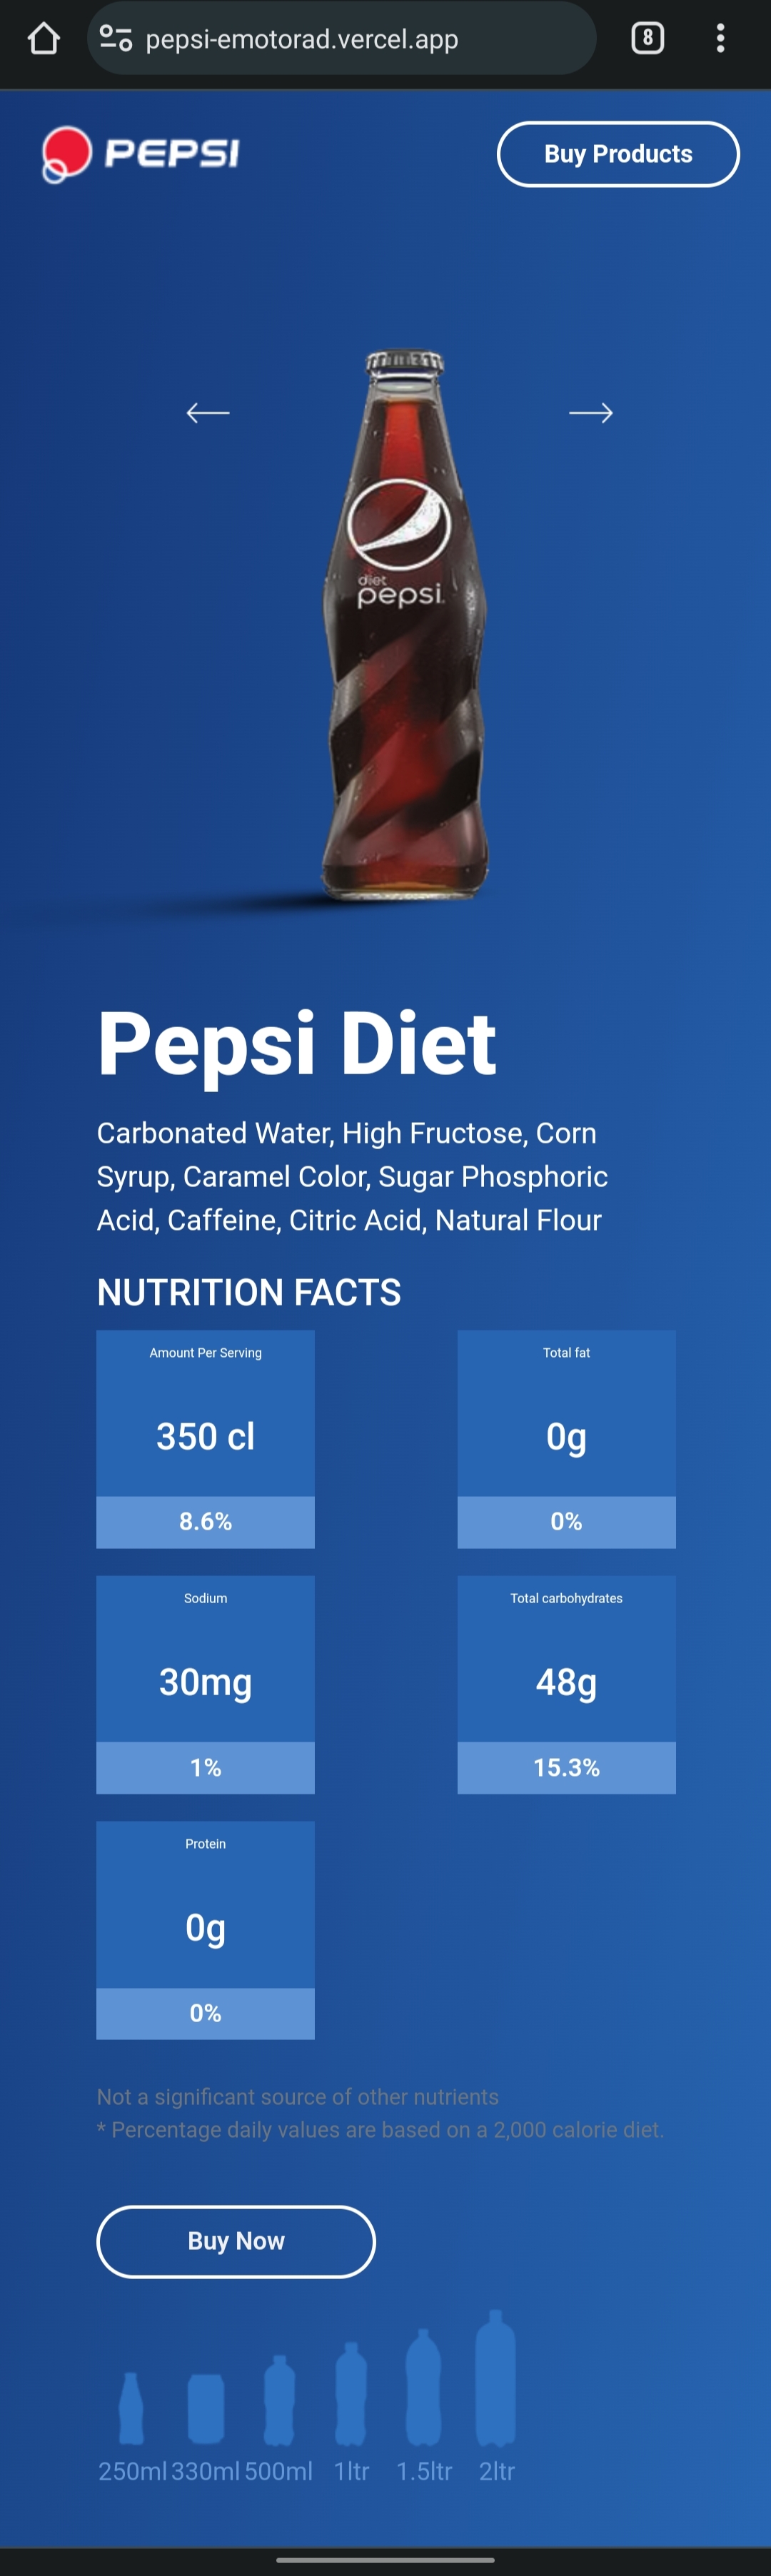 pepsi-emotorad.vercel.app
8
PEPSI
Buy Products
diet
pepsi
Pepsi Diet
Carbonated Water, High Fructose, Corn
Syrup, Caramel Color, Sugar Phosphoric
Acid, Caffeine, Citric Acid, Natural Flour
NUTRITION FACTS
Amount Per Serving
350 cl
8.6%
Total fat
0g
0%
Sodium
30mg
1%
Total carbohydrates
48g
15.3%
Protein
0g
0%
Not a significant source of other nutrients
* Percentage daily values are based on a 2,000 calorie diet.
Buy Now
250ml 330ml 500ml 1ltr 1.5ltr 2ltr